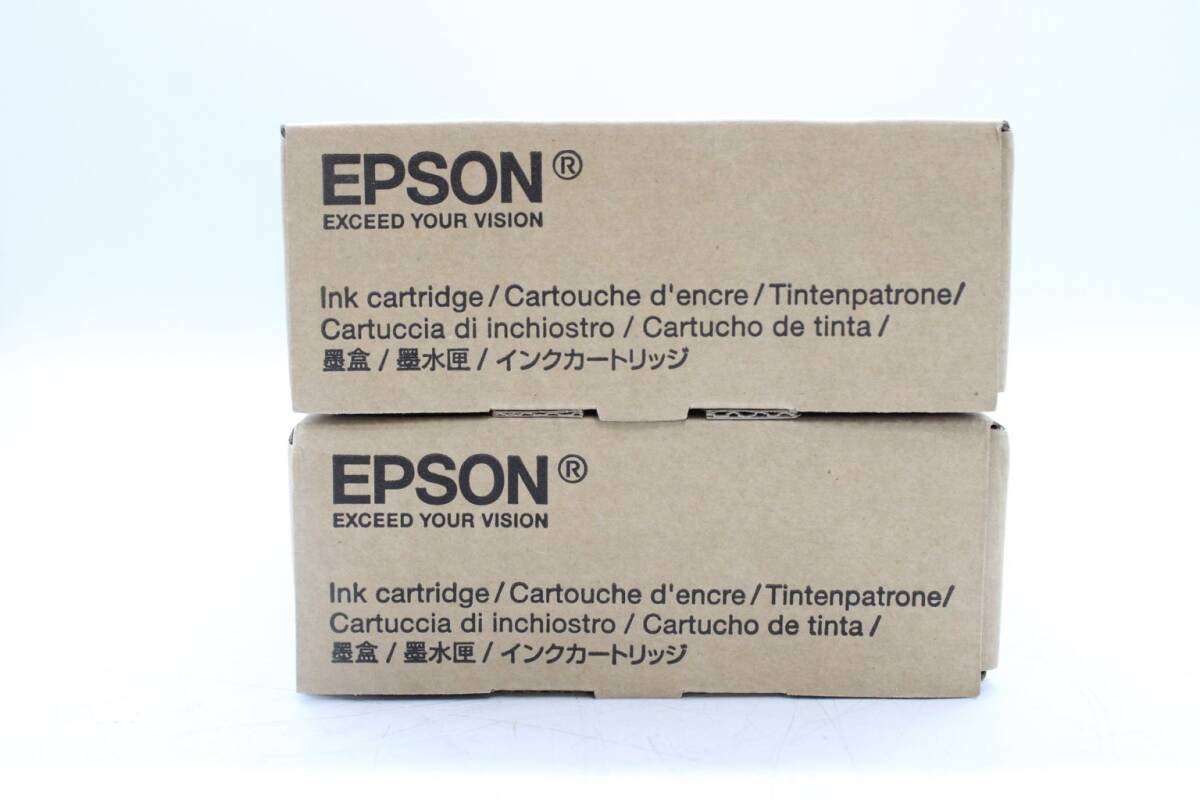 EPSON®
EXCEED YOUR VISION
Ink cartridge / Cartouche d'encre / Tintenpatrone/
Cartuccia di inchiostro / Cartucho de tinta /
墨盒 / 墨水匣 / インクカートリッジ
EPSON®
EXCEED YOUR VISION
Ink cartridge / Cartouche d'encre / Tintenpatrone/
Cartuccia di inchiostro / Cartucho de tinta /
墨盒 / 墨水匣 / インクカートリッジ